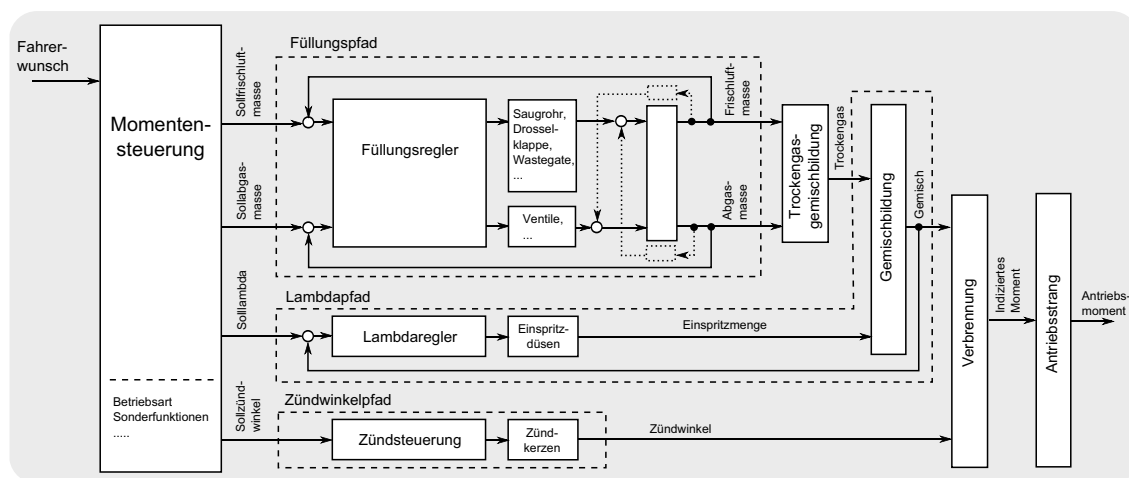 Fahrer-
wunsch
Momenten-
steuerung
Betriebsart
Sonderfunktionen
.....
Sollfrischluft-
masse
Sollabgas-
masse
Solllambda
Sollzünd-
winkel
Füllungspfad
Füllungsregler
Saugrohr,
Drossel-
klappe,
Wastegate,
...
Ventile,
...
Frischluft-
masse
Abgas-
masse
Trockengas-
gemischbildung
Trockengas
Gemischbildung
Gemisch
Lambdapfad
Lambdaregler
Einspritz-
düsen
Einspritzmenge
Zündwinkelpfad
Zündsteuerung
Zünd-
kerzen
Zündwinkel
Verbrennung
Indiziertes
Moment
Antriebsstrang
Antriebs-
moment